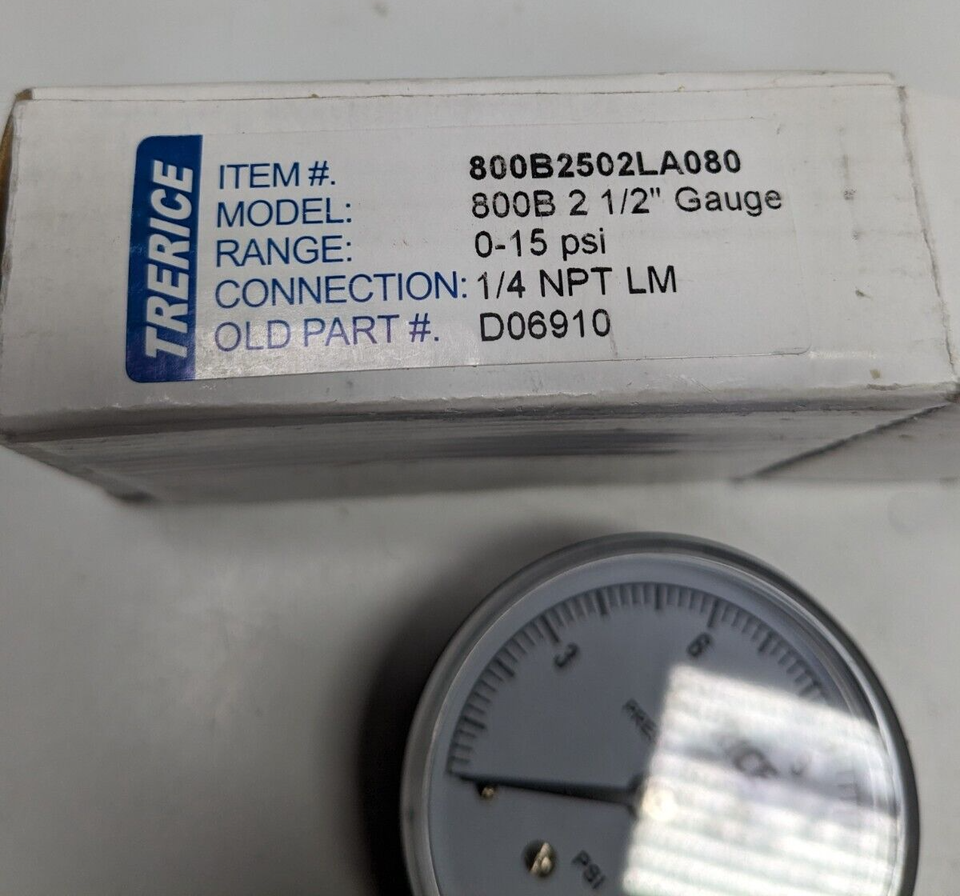 TRERICE
ITEM #. 800B2502LA080
MODEL: 800B 2 1/2" Gauge
RANGE: 0-15 psi
CONNECTION: 1/4 NPT LM
OLD PART #. D06910
3
6
PSI